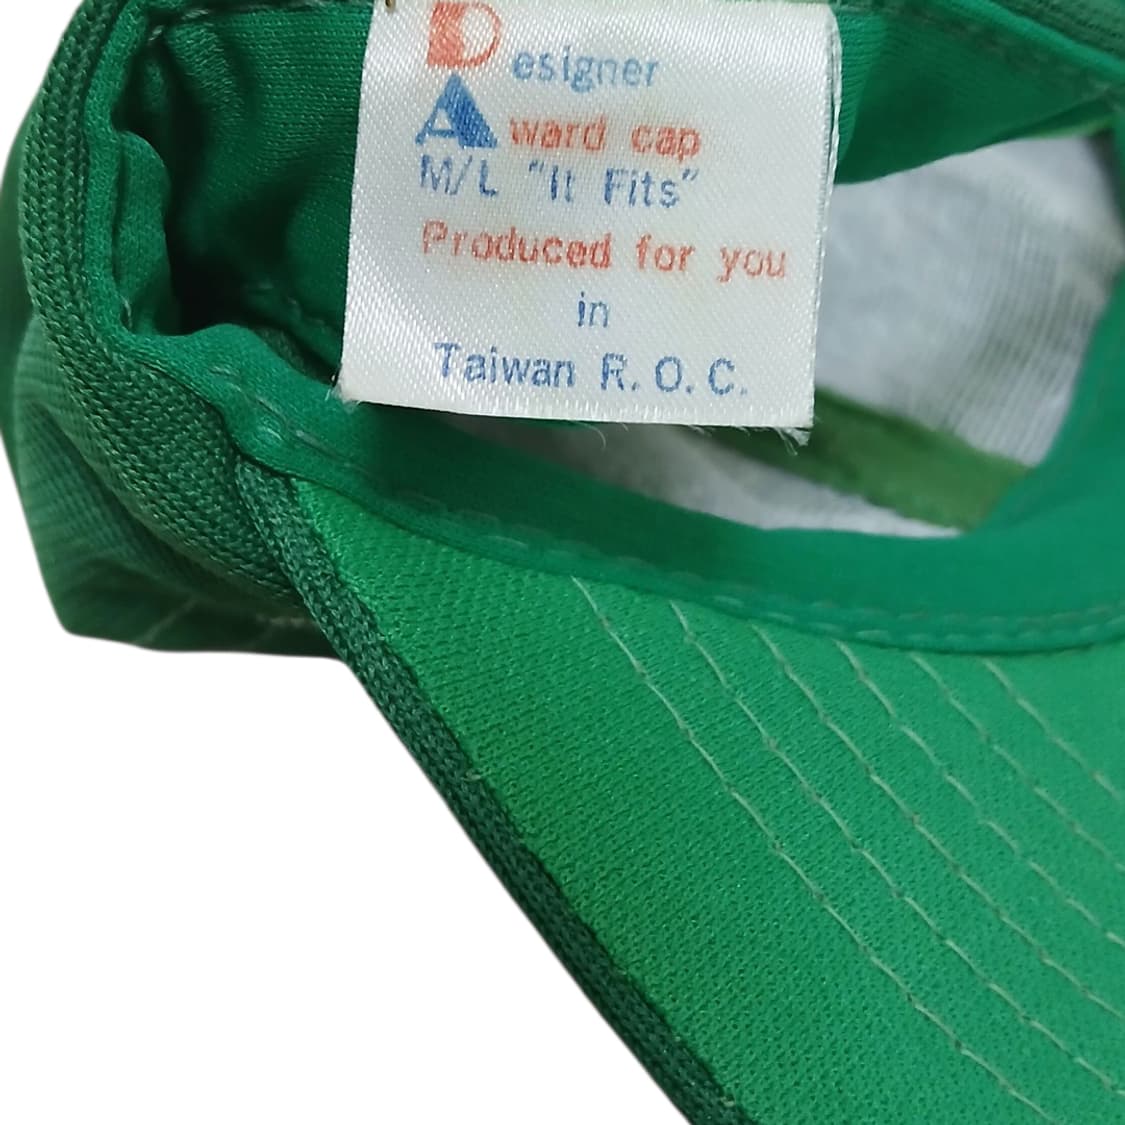 Designer
Award cap
M/L "It Fits"
Produced for you
in
Taiwan R.O.C.